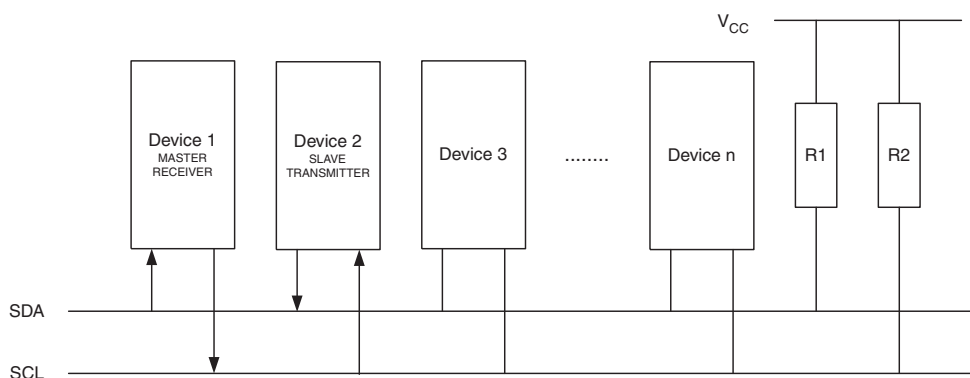 V_CC
Device 1
MASTER
RECEIVER
Device 2
SLAVE
TRANSMITTER
Device 3
........
Device n
R1
R2
SDA
SCL